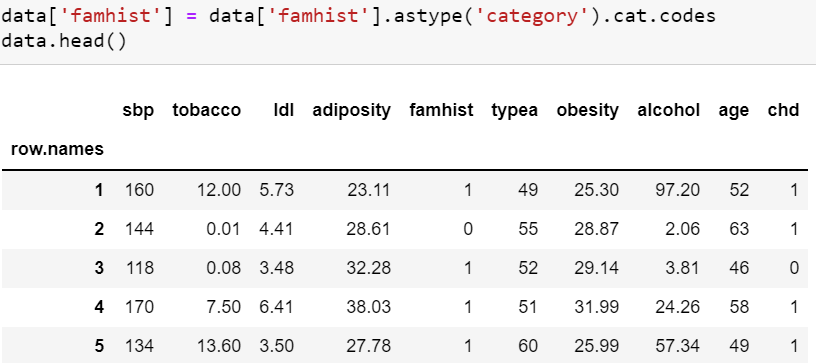 data['famhist'] = data['famhist'].astype('category').cat.codes
data.head()
sbp tobacco ldl adiposity famhist typea obesity alcohol age chd
row.names
1 160 12.00 5.73 23.11 1 49 25.30 97.20 52 1
2 144 0.01 4.41 28.61 0 55 28.87 2.06 63 1
3 118 0.08 3.48 32.28 1 52 29.14 3.81 46 0
4 170 7.50 6.41 38.03 1 51 31.99 24.26 58 1
5 134 13.60 3.50 27.78 1 60 25.99 57.34 49 1